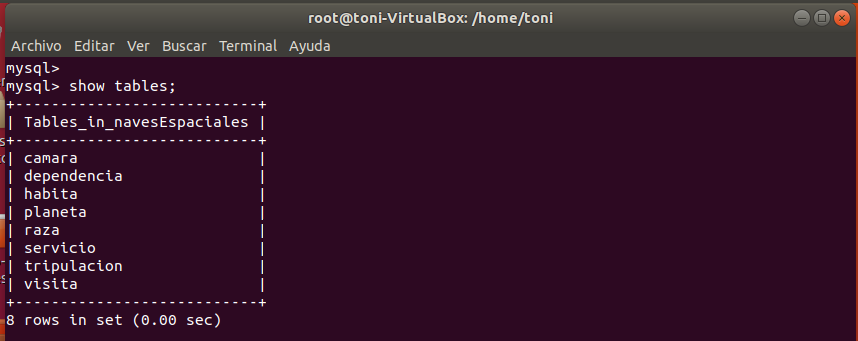 root@toni-VirtualBox: /home/toni
Archivo Editar Ver Buscar Terminal Ayuda
mysql>
mysql> show tables;
+---------------------------+
| Tables_in_navesEspaciales |
+---------------------------+
| camara                    |
| dependencia               |
| habita                    |
| planeta                   |
| raza                      |
| servicio                  |
| tripulacion               |
| visita                    |
+---------------------------+
8 rows in set (0.00 sec)